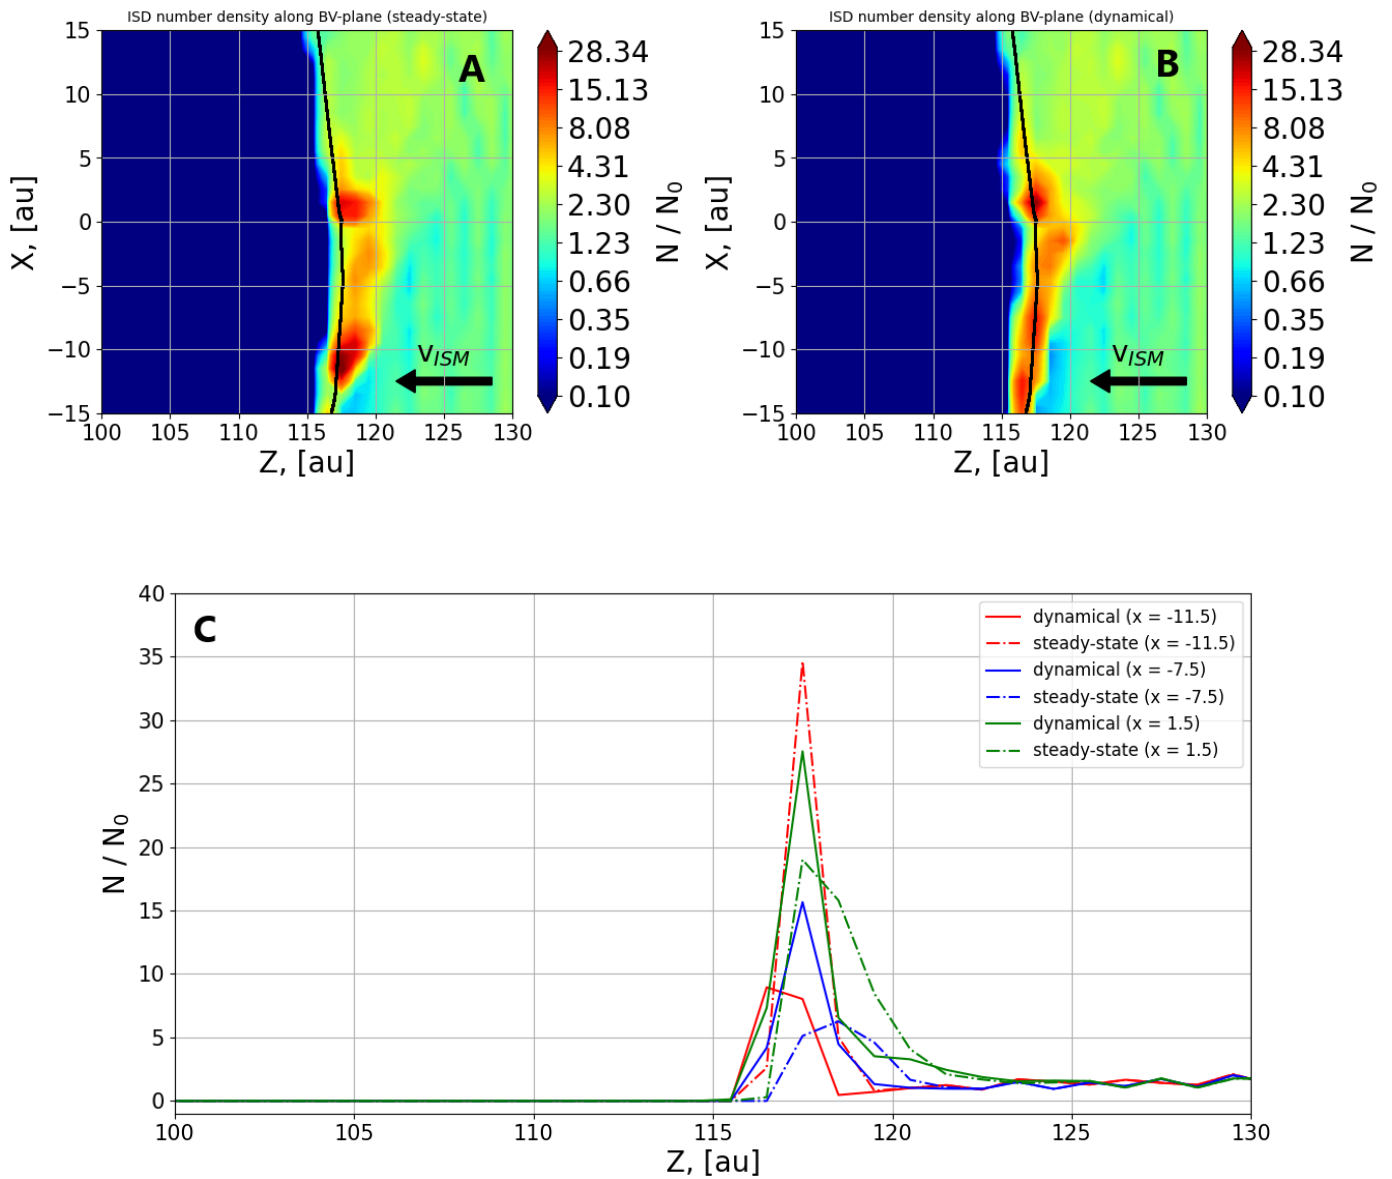 ISD number density along BV-plane (steady-state)
A
15
10
5
0
−5
−10
−15
X, [au]
100 105 110 115 120 125 130
Z, [au]
v_ISM
28.34
15.13
8.08
4.31
2.30
1.23
0.66
0.35
0.19
0.10
N / N₀
ISD number density along BV-plane (dynamical)
B
15
10
5
0
−5
−10
−15
X, [au]
100 105 110 115 120 125 130
Z, [au]
v_ISM
28.34
15.13
8.08
4.31
2.30
1.23
0.66
0.35
0.19
0.10
N / N₀
C
40
35
30
25
20
15
10
5
0
N / N₀
dynamical (x = -11.5)
steady-state (x = -11.5)
dynamical (x = -7.5)
steady-state (x = -7.5)
dynamical (x = 1.5)
steady-state (x = 1.5)
100 105 110 115 120 125 130
Z, [au]